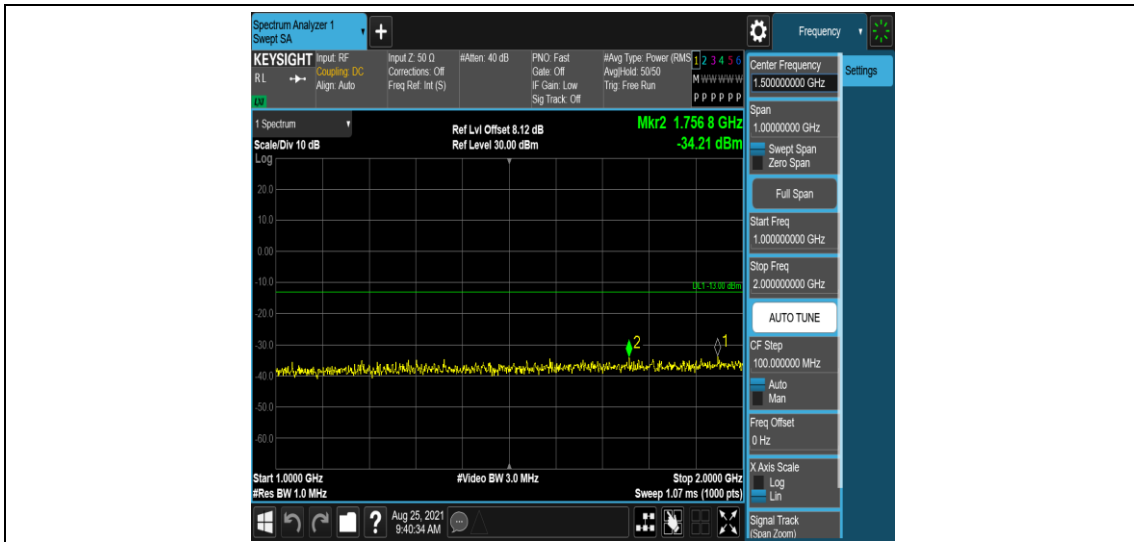 Spectrum Analyzer 1
Swept SA
+
Frequency
KEYSIGHT
RL
LXI
Input: RF
Coupling: DC
Align: Auto
Input Z: 50 Ω
Corrections: Off
Freq Ref: Int (S)
#Atten: 40 dB
PNO: Fast
Gate: Off
IF Gain: Low
Sig Track: Off
#Avg Type: Power (RMS
Avg|Hold: 50/50
Trig: Free Run
1 2 3 4 5 6
M W W W W W
P P P P P P
Center Frequency
1.500000000 GHz
Settings
1 Spectrum
Scale/Div 10 dB
Log
Ref Lvl Offset 8.12 dB
Ref Level 30.00 dBm
Mkr2 1.756 8 GHz
-34.21 dBm
Span
1.00000000 GHz
Swept Span
Zero Span
Full Span
Start Freq
1.000000000 GHz
Stop Freq
2.000000000 GHz
AUTO TUNE
CF Step
100.000000 MHz
Auto
Man
Freq Offset
0 Hz
X Axis Scale
Log
Lin
Signal Track
(Span Zoom)
20.0
10.0
0.00
-10.0
DL1 -13.00 dBm
-20.0
-30.0
2
1
-40.0
-50.0
-60.0
Start 1.0000 GHz
#Video BW 3.0 MHz
Stop 2.0000 GHz
#Res BW 1.0 MHz
Sweep 1.07 ms (1000 pts)
?
Aug 25, 2021
9:40:34 AM